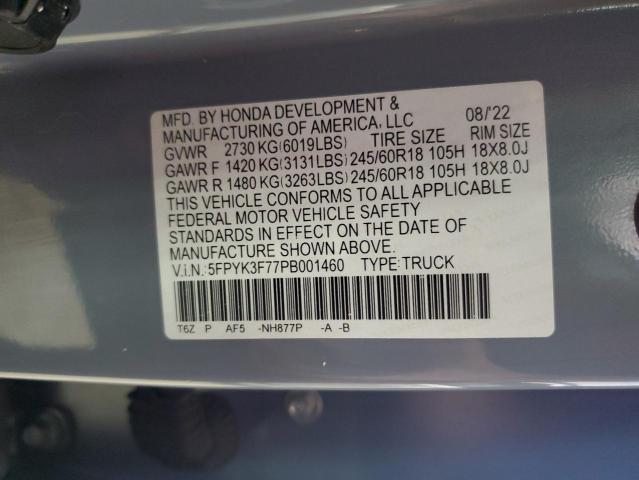 MFD. BY HONDA DEVELOPMENT & 08/'22
MANUFACTURING OF AMERICA, LLC
GVWR 2730 KG(6019LBS) TIRE SIZE RIM SIZE
GAWR F 1420 KG(3131LBS) 245/60R18 105H 18X8.0J
GAWR R 1480 KG(3263LBS) 245/60R18 105H 18X8.0J
THIS VEHICLE CONFORMS TO ALL APPLICABLE
FEDERAL MOTOR VEHICLE SAFETY
STANDARDS IN EFFECT ON THE DATE OF
MANUFACTURE SHOWN ABOVE.
V.i.N.: 5FPYK3F77PB001460 TYPE:TRUCK
T6Z P AF5 -NH877P -A -B